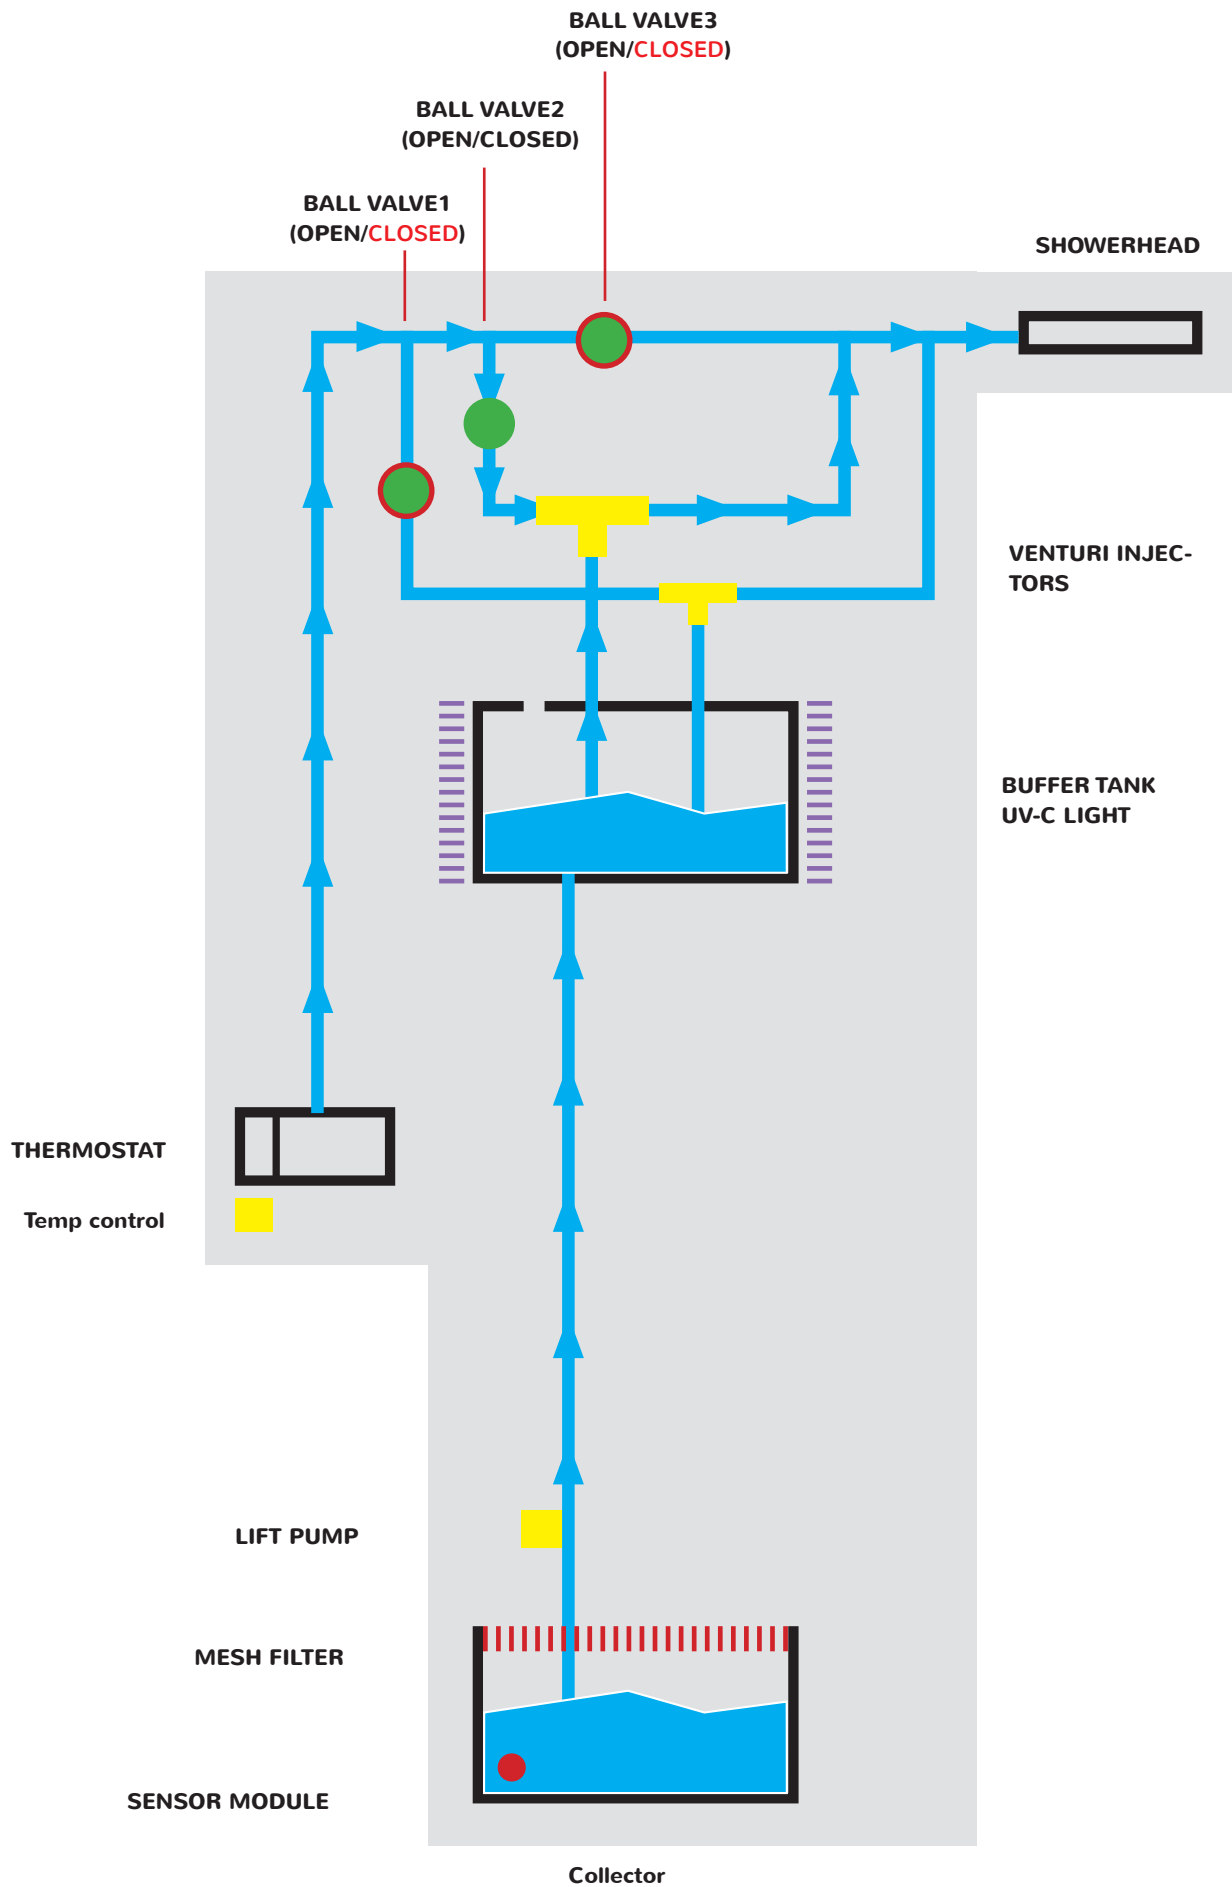 BALL VALVE3
(OPEN/CLOSED)
BALL VALVE2
(OPEN/CLOSED)
BALL VALVE1
(OPEN/CLOSED)
SHOWERHEAD
VENTURI INJEC-
TORS
BUFFER TANK
UV-C LIGHT
THERMOSTAT
Temp control
LIFT PUMP
MESH FILTER
SENSOR MODULE
Collector